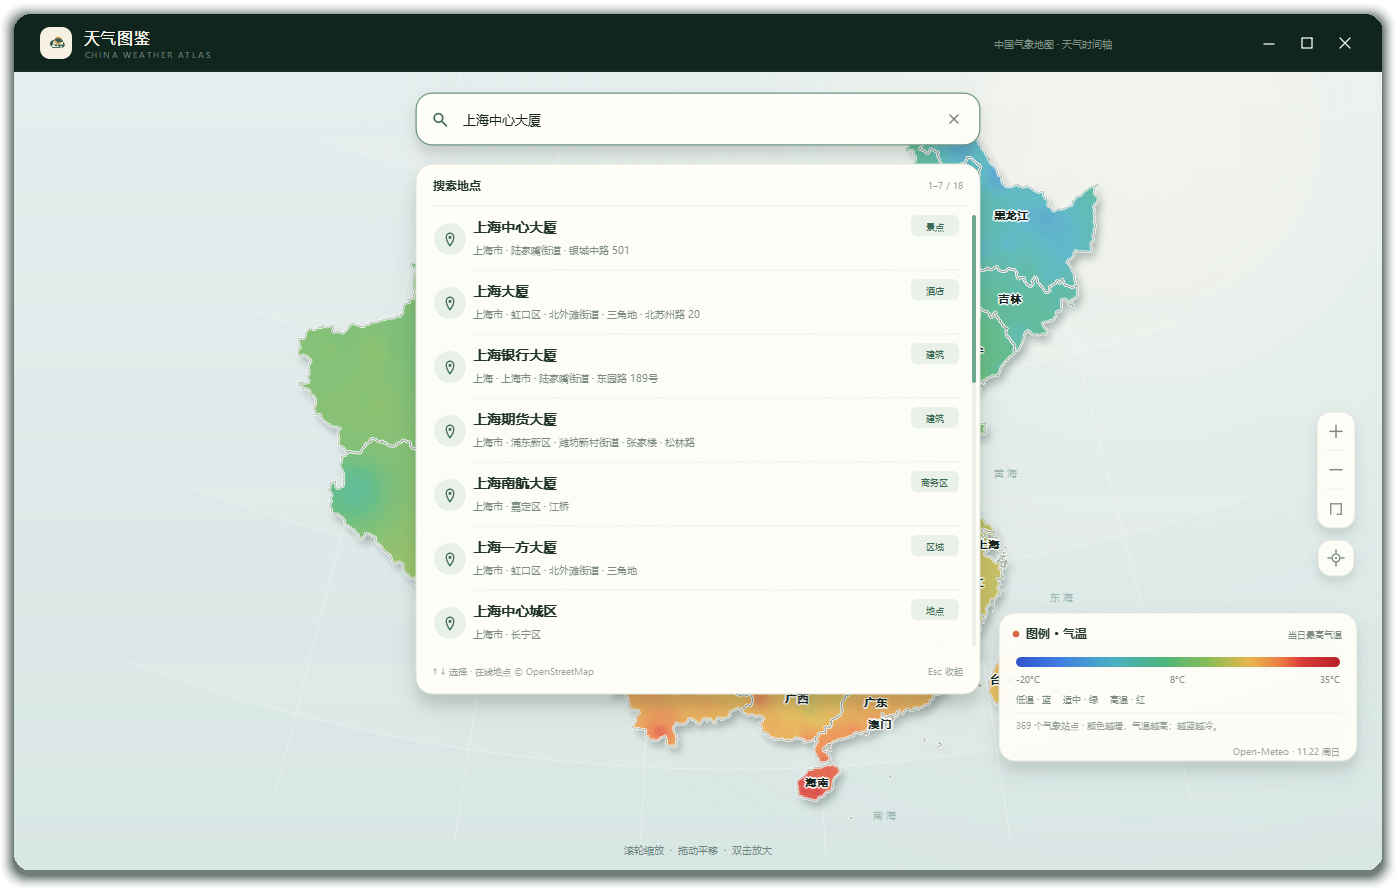 天气图鉴
CHINA WEATHER ATLAS
中国气象地图 · 天气时间轴
上海中心大厦
搜索地点
1–7 / 18
上海中心大厦
景点
上海市 · 陆家嘴街道 · 银城中路 501
上海大厦
酒店
上海市 · 虹口区 · 北外滩街道 · 三角地 · 北苏州路 20
上海银行大厦
建筑
上海 · 上海市 · 陆家嘴街道 · 东园路 189号
上海期货大厦
建筑
上海市 · 浦东新区 · 潍坊新村街道 · 张家楼 · 松林路
上海南航大厦
商务区
上海市 · 嘉定区 · 江桥
上海一方大厦
区域
上海市 · 虹口区 · 北外滩街道 · 三角地
上海中心城区
地点
上海市 · 长宁区
↑↓ 选择 · 在线地点 © OpenStreetMap
Esc 收起
黑龙江
吉林
黄海
上海
东海
台
广西
广东
澳门
海南
南海
图例 • 气温
当日最高气温
-20°C
8°C
35°C
低温 · 蓝 适中 · 绿 高温 · 红
369 个气象站点 · 颜色越暖，气温越高；越蓝越冷。
Open-Meteo · 11.22 周日
滚轮缩放 · 拖动平移 · 双击放大